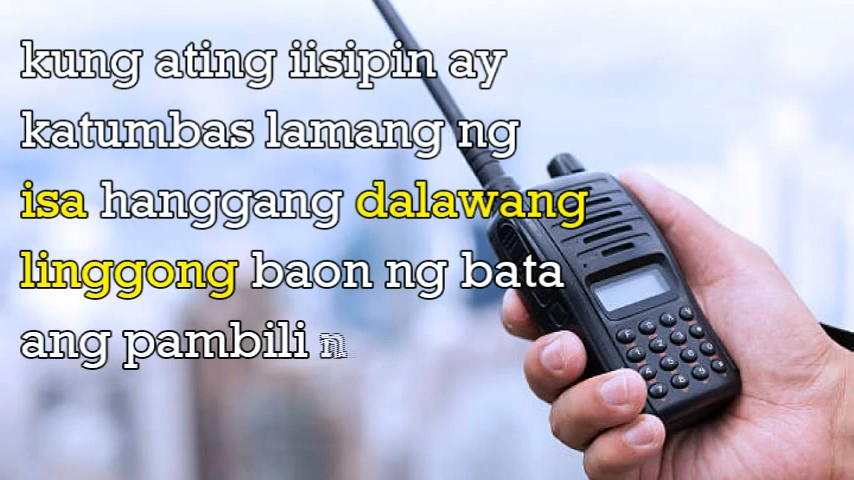 kung ating iisipin ay
katumbas lamang ng
isa hanggang dalawang
linggong baon ng bata
ang pambili